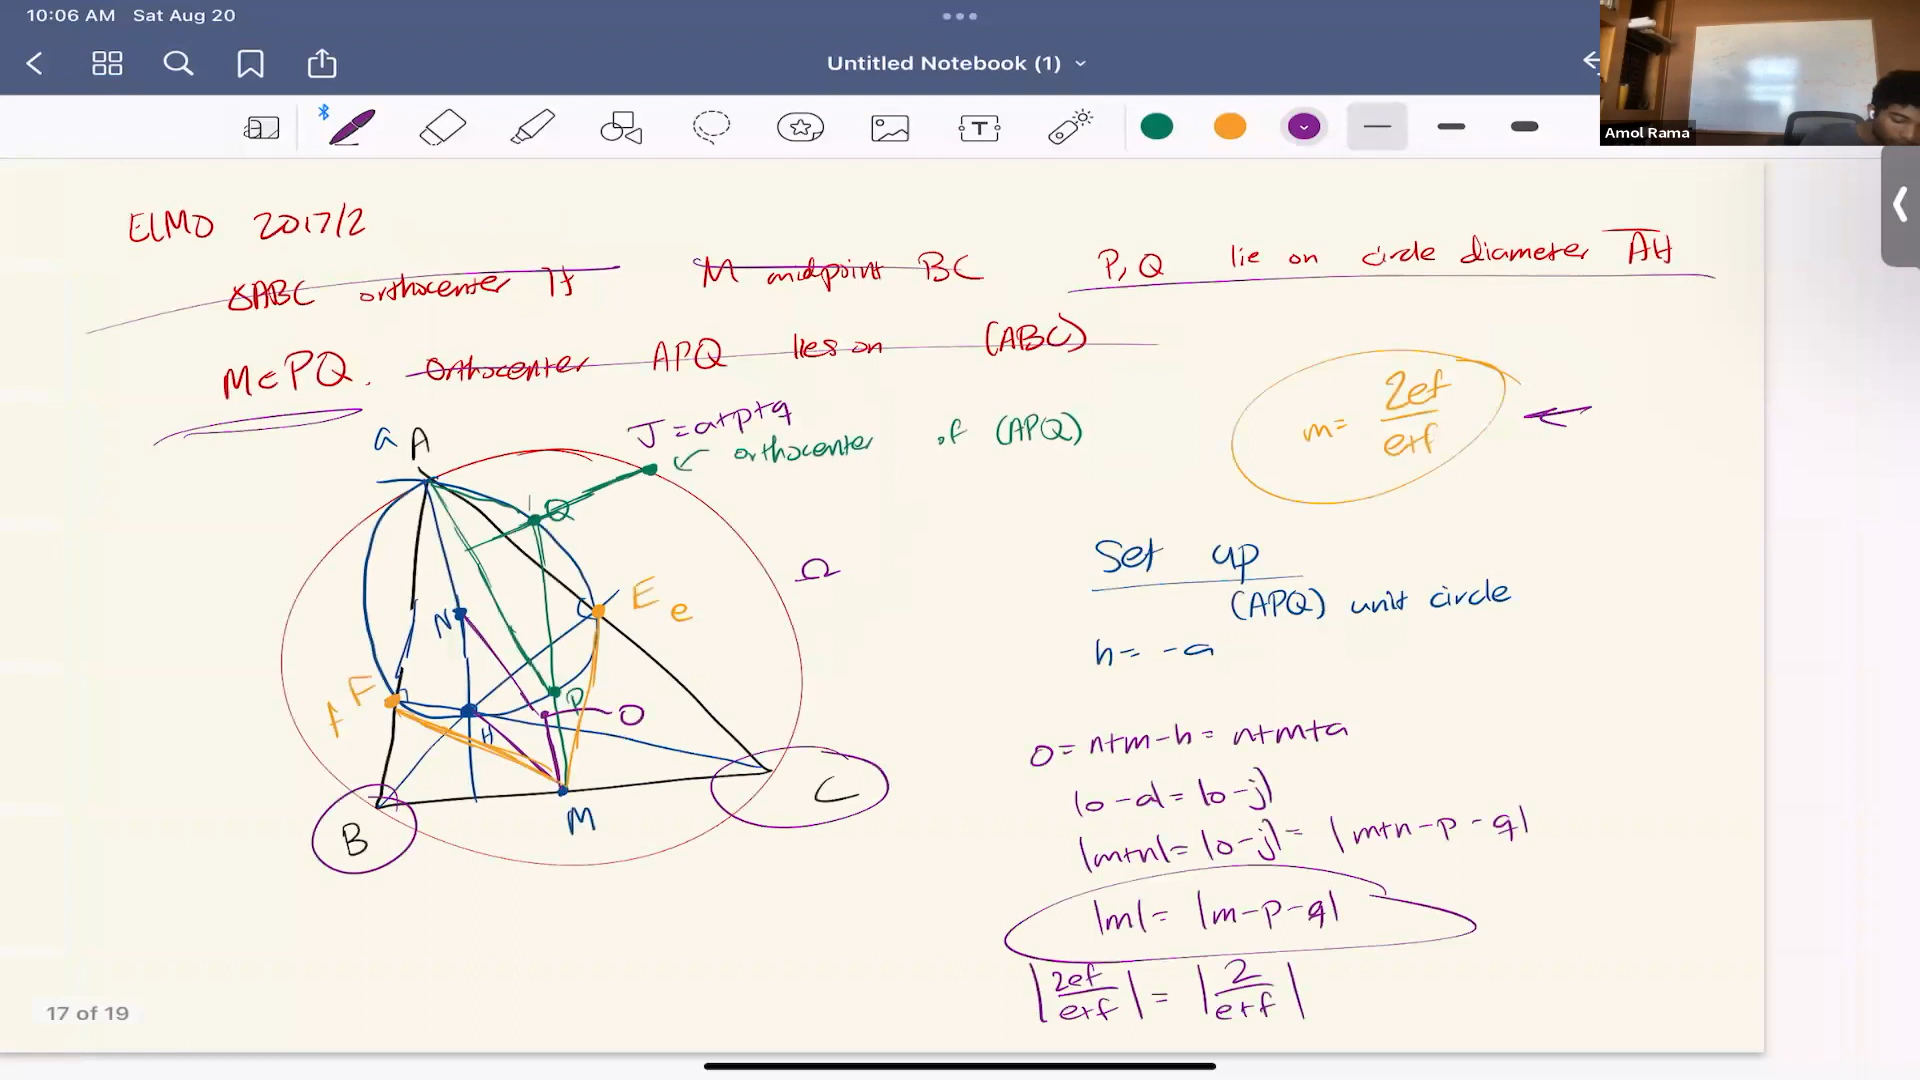 10:06 AM Sat Aug 20
Untitled Notebook (1)
Amol Rama
ELMO 2017/2
△ABC orthocenter H M midpoint BC P, Q lie on circle diameter AH
M∈PQ. Orthocenter APQ lies on (ABC)
m = 2ef/e+f
J = a+p+q
orthocenter of (APQ)
a A
Q
Ω
E e
N
F f
P
H
O
M
B
C
Set up
(APQ) unit circle
h = -a
o = n+m-h = n+m+a
|o-a| = |o-j|
|m+n| = |o-j| = |m+n-p-q|
|m| = |m-p-q|
|2ef/e+f| = |2/e+f|
17 of 19